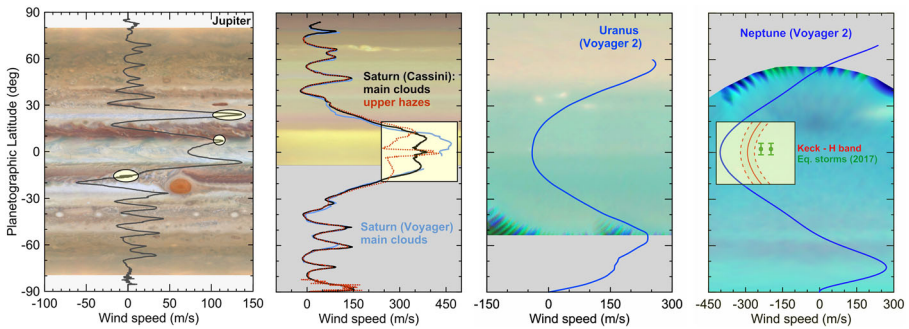 Jupiter
Planetographic Latitude (deg)
90
60
30
0
-30
-60
-90
-100 -50 0 50 100 150
Wind speed (m/s)
Saturn (Cassini):
main clouds
upper hazes
Saturn (Voyager)
main clouds
0 150 300 450
Wind speed (m/s)
Uranus
(Voyager 2)
-150 0 150 300
Wind speed (m/s)
Neptune (Voyager 2)
Keck - H band
Eq. storms (2017)
-450 -300 -150 0 150 300
Wind speed (m/s)